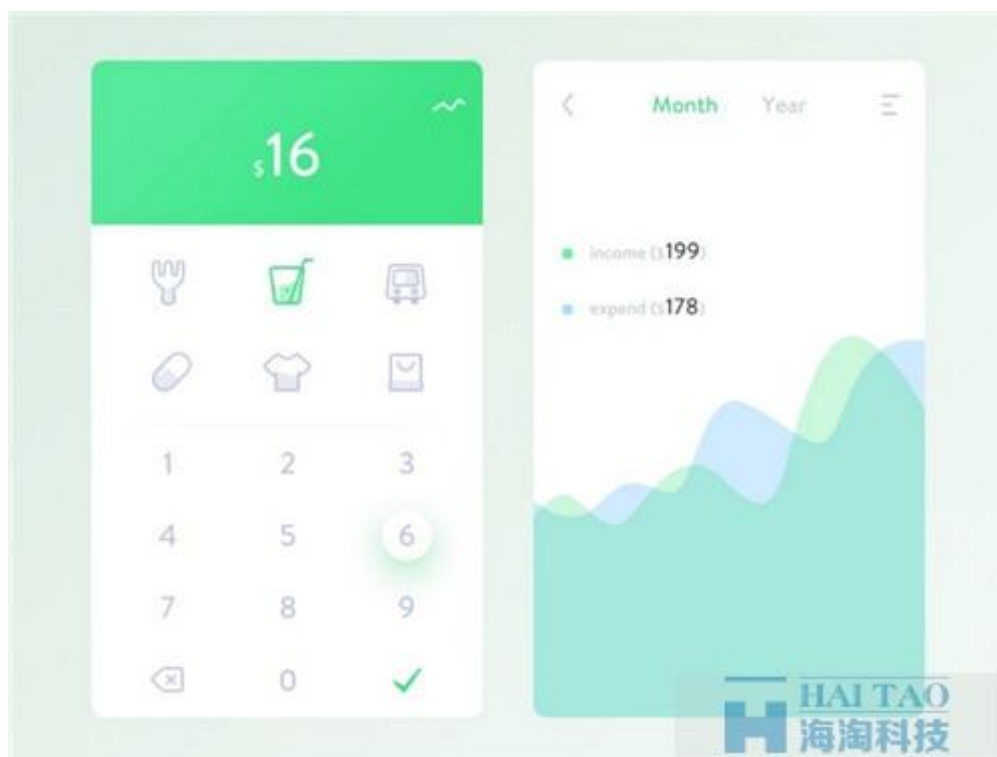 $16
1 2 3
4 5 6
7 8 9
0
Month Year
income ($199)
expend ($178)
HAI TAO
海淘科技